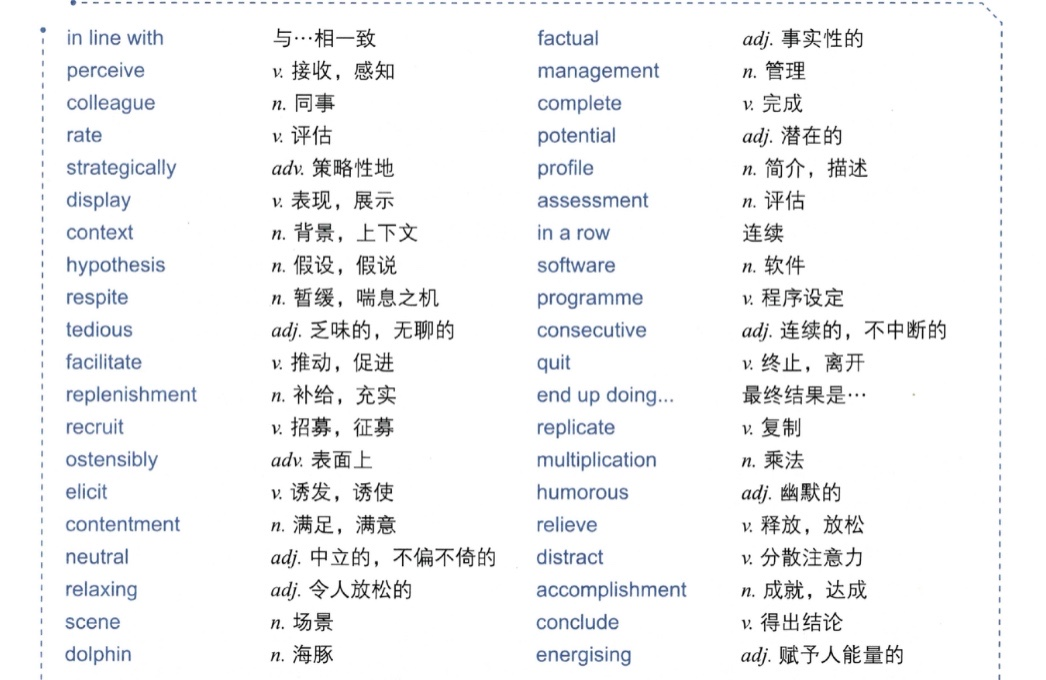 in line with 与…相一致
perceive v. 接收，感知
colleague n. 同事
rate v. 评估
strategically adv. 策略性地
display v. 表现，展示
context n. 背景，上下文
hypothesis n. 假设，假说
respite n. 暂缓，喘息之机
tedious adj. 乏味的，无聊的
facilitate v. 推动，促进
replenishment n. 补给，充实
recruit v. 招募，征募
ostensibly adv. 表面上
elicit v. 诱发，诱使
contentment n. 满足，满意
neutral adj. 中立的，不偏不倚的
relaxing adj. 令人放松的
scene n. 场景
dolphin n. 海豚
factual adj. 事实性的
management n. 管理
complete v. 完成
potential adj. 潜在的
profile n. 简介，描述
assessment n. 评估
in a row 连续
software n. 软件
programme v. 程序设定
consecutive adj. 连续的，不中断的
quit v. 终止，离开
end up doing... 最终结果是…
replicate v. 复制
multiplication n. 乘法
humorous adj. 幽默的
relieve v. 释放，放松
distract v. 分散注意力
accomplishment n. 成就，达成
conclude v. 得出结论
energising adj. 赋予人能量的